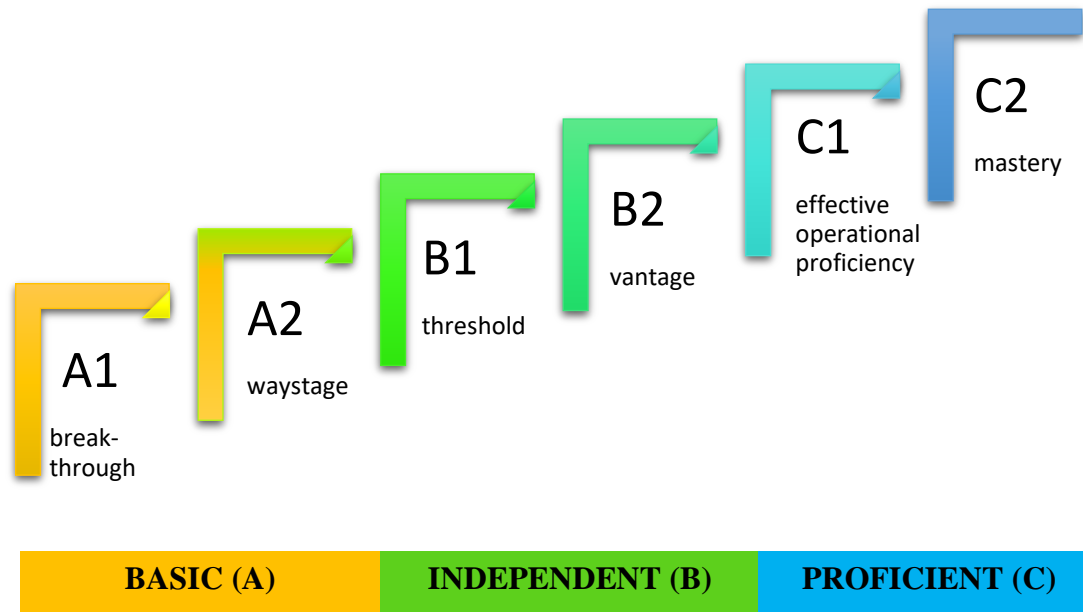 A1
break-
through
A2
waystage
B1
threshold
B2
vantage
C1
effective
operational
proficiency
C2
mastery
BASIC (A)
INDEPENDENT (B)
PROFICIENT (C)